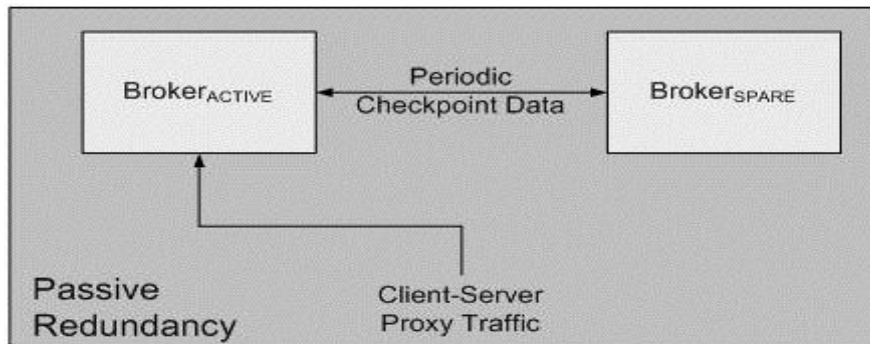 BrokerACTIVE
Periodic
Checkpoint Data
BrokerSPARE
Passive
Redundancy
Client-Server
Proxy Traffic